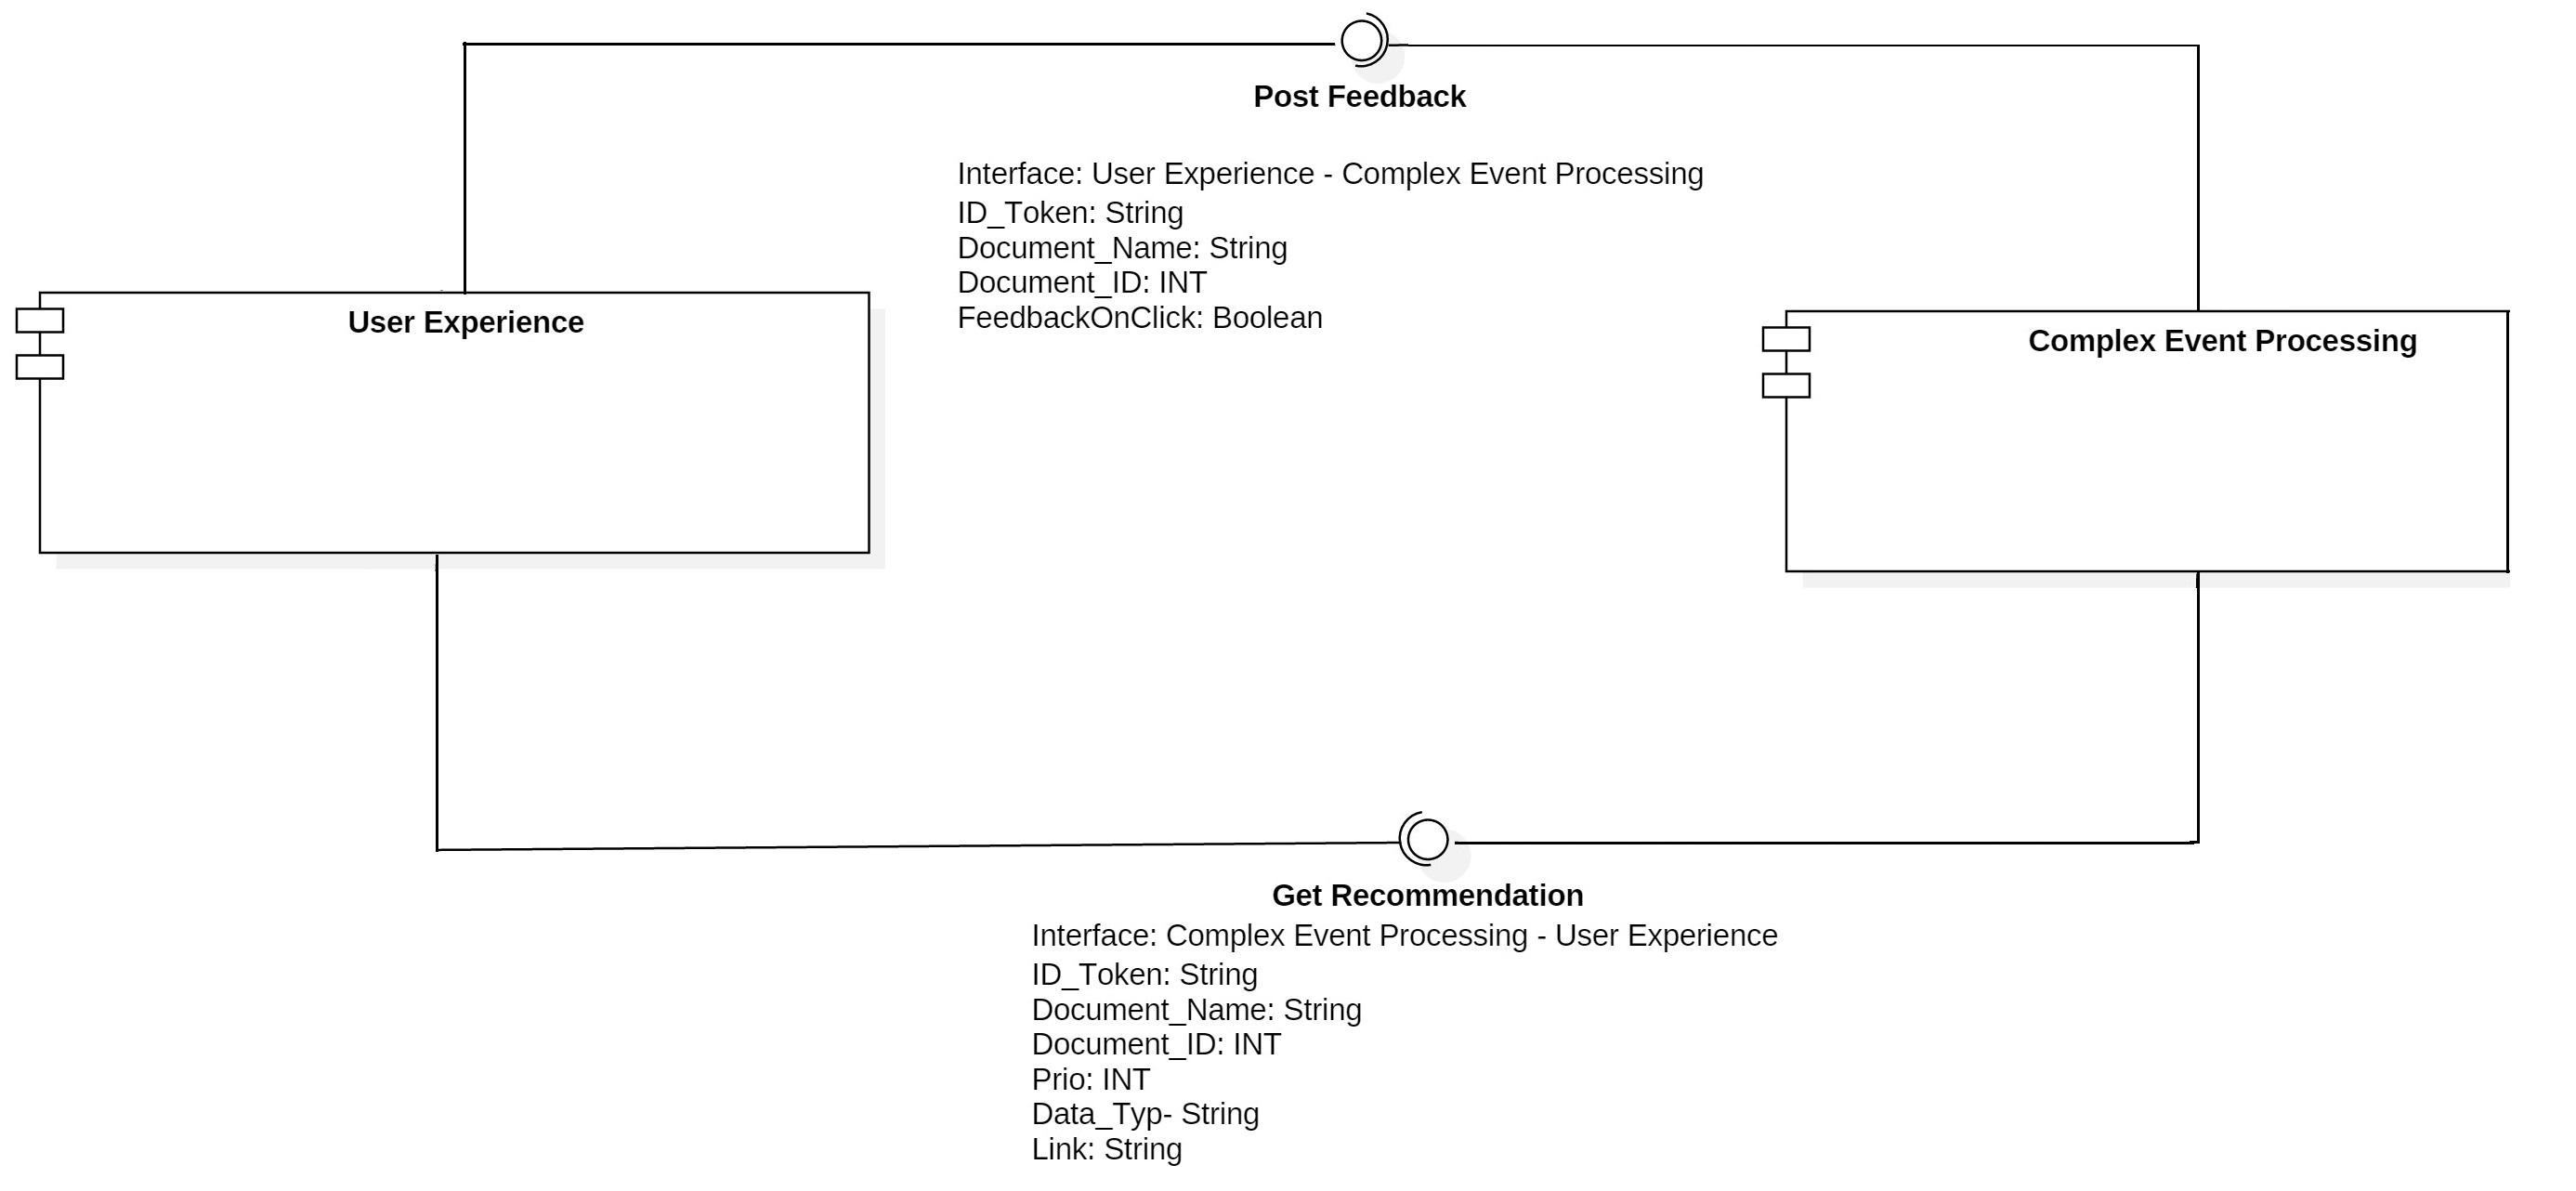 Post Feedback
Interface: User Experience - Complex Event Processing
ID_Token: String
Document_Name: String
Document_ID: INT
FeedbackOnClick: Boolean
User Experience
Complex Event Processing
Get Recommendation
Interface: Complex Event Processing - User Experience
ID_Token: String
Document_Name: String
Document_ID: INT
Prio: INT
Data_Typ- String
Link: String